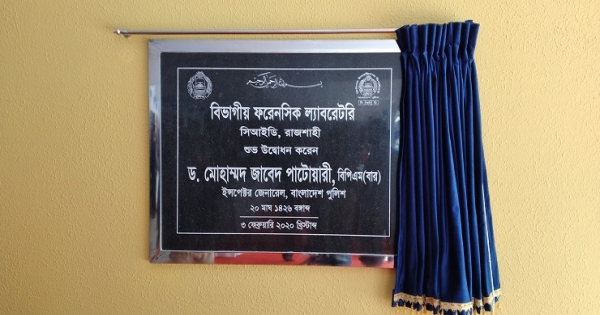 বিভাগীয় ফরেনসিক ল্যাবরেটরি
সিআইডি, রাজশাহী
শুভ উদ্বোধন করেন
ড. মোহাম্মদ জাবেদ পাটোয়ারী, বিপিএম(বার)
ইন্সপেক্টর জেনারেল, বাংলাদেশ পুলিশ
২০ মাঘ ১৪২৬ বঙ্গাব্দ
৩ ফেব্রুয়ারি ২০২০ খ্রিস্টাব্দ